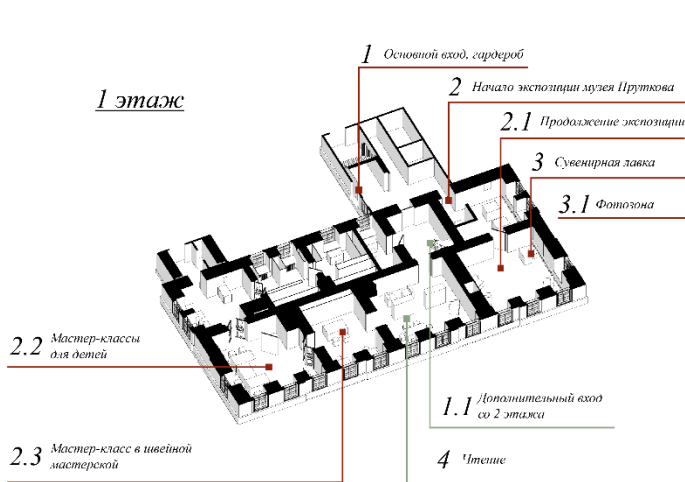 1 Основной вход, гардероб
1 этаж
2 Начало экспозиции музея Пруткова
2.1 Продолжение экспозиции
3 Сувенирная лавка
3.1 Фотозона
2.2 Мастер-классы
для детей
1.1 Дополнительный вход
со 2 этажа
2.3 Мастер-класс в швейной
мастерской
4 Чтение